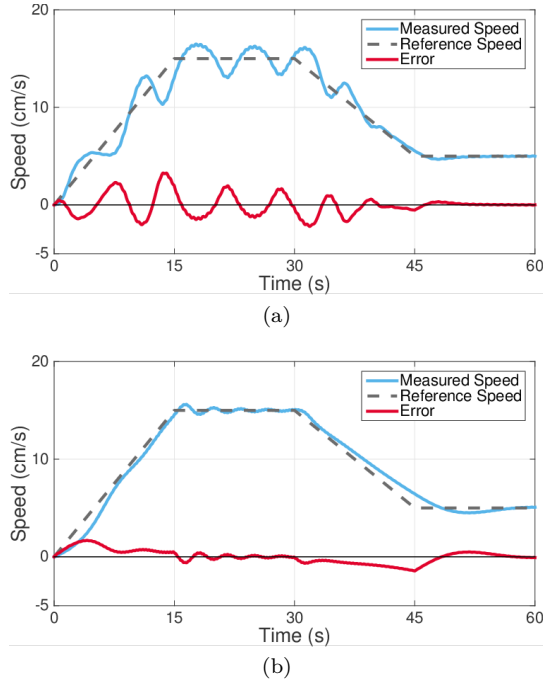 20
Measured Speed
Reference Speed
Error
10
0
-5
Speed (cm/s)
0 15 30 45 60
Time (s)
(a)
20
Measured Speed
Reference Speed
Error
10
0
-5
Speed (cm/s)
0 15 30 45 60
Time (s)
(b)